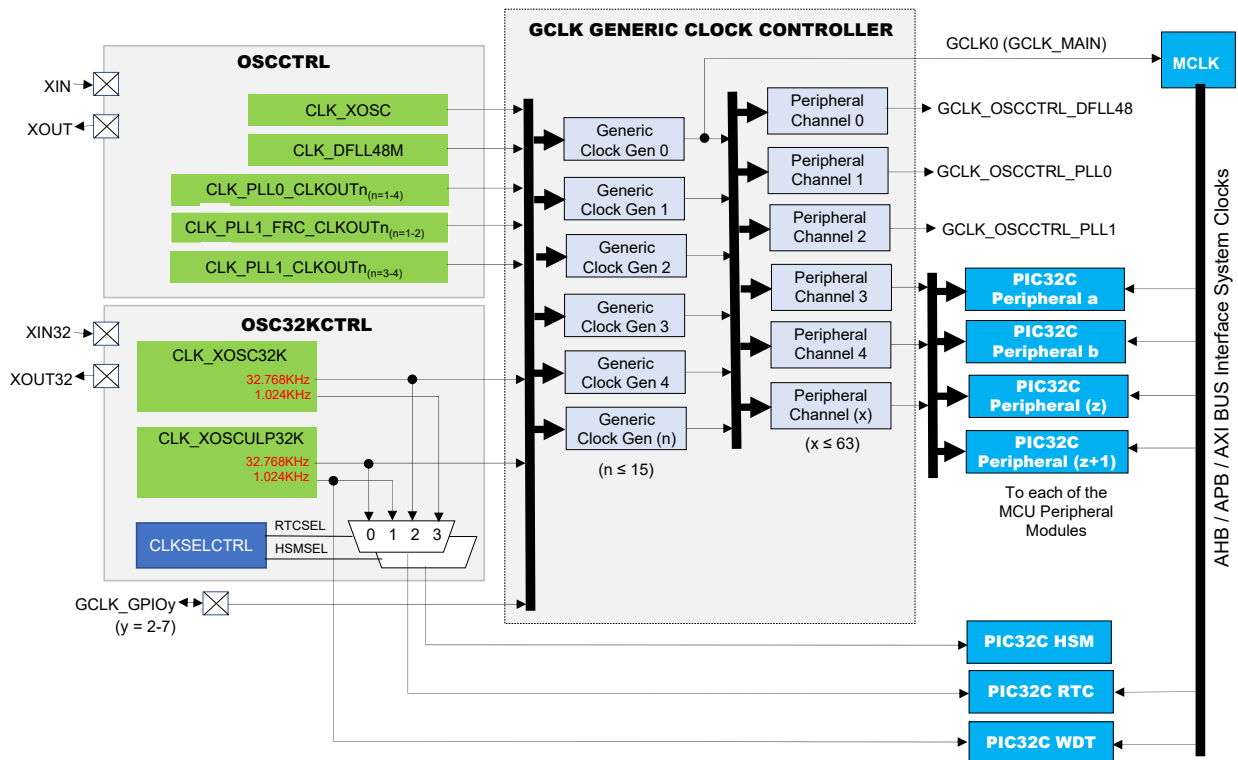 GCLK GENERIC CLOCK CONTROLLER
GCLK0 (GCLK_MAIN)
MCLK
OSCCTRL
XIN
XOUT
CLK_XOSC
CLK_DFLL48M
CLK_PLL0_CLKOUTn(n=1-4)
CLK_PLL1_FRC_CLKOUTn(n=1-2)
CLK_PLL1_CLKOUTn(n=3-4)
OSC32KCTRL
XIN32
XOUT32
CLK_XOSC32K
32.768KHz
1.024KHz
CLK_XOSCULP32K
32.768KHz
1.024KHz
CLKSELCTRL
RTCSEL
HSMSEL
0 1 2 3
GCLK_GPIOy
(y = 2-7)
Generic
Clock Gen 0
Generic
Clock Gen 1
Generic
Clock Gen 2
Generic
Clock Gen 3
Generic
Clock Gen 4
Generic
Clock Gen (n)
(n ≤ 15)
Peripheral
Channel 0
Peripheral
Channel 1
Peripheral
Channel 2
Peripheral
Channel 3
Peripheral
Channel 4
Peripheral
Channel (x)
(x ≤ 63)
GCLK_OSCCTRL_DFLL48
GCLK_OSCCTRL_PLL0
GCLK_OSCCTRL_PLL1
PIC32C
Peripheral a
PIC32C
Peripheral b
PIC32C
Peripheral (z)
PIC32C
Peripheral (z+1)
To each of the
MCU Peripheral
Modules
PIC32C HSM
PIC32C RTC
PIC32C WDT
AHB / APB / AXI BUS Interface System Clocks